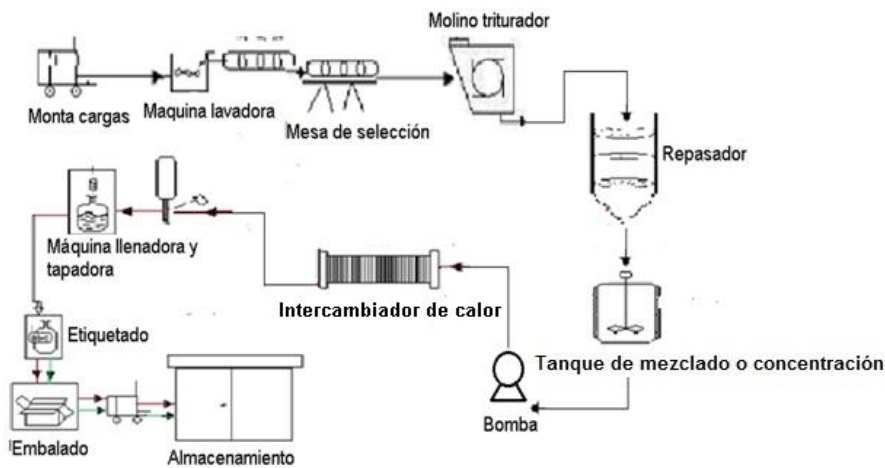 Molino triturador
Monta cargas
Maquina lavadora
Mesa de selección
Repasador
Máquina llenadora y
tapadora
Intercambiador de calor
Etiquetado
Tanque de mezclado o concentración
Bomba
Embalado
Almacenamiento